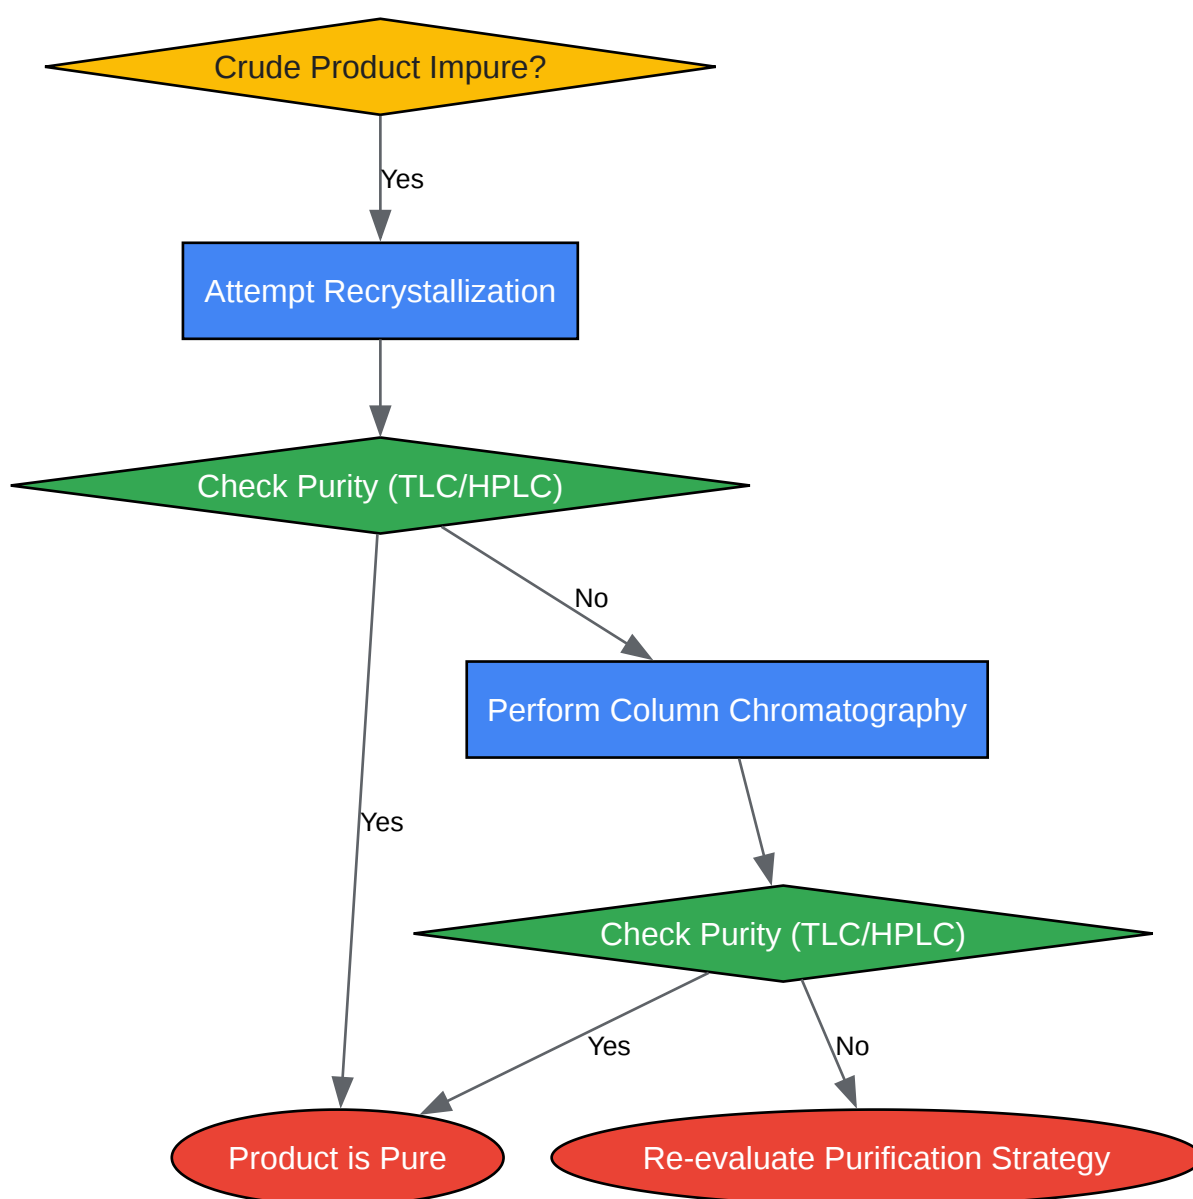 Crude Product Impure?
Yes
Attempt Recrystallization
Check Purity (TLC/HPLC)
No
Perform Column Chromatography
Yes
Check Purity (TLC/HPLC)
Yes
No
Product is Pure
Re-evaluate Purification Strategy